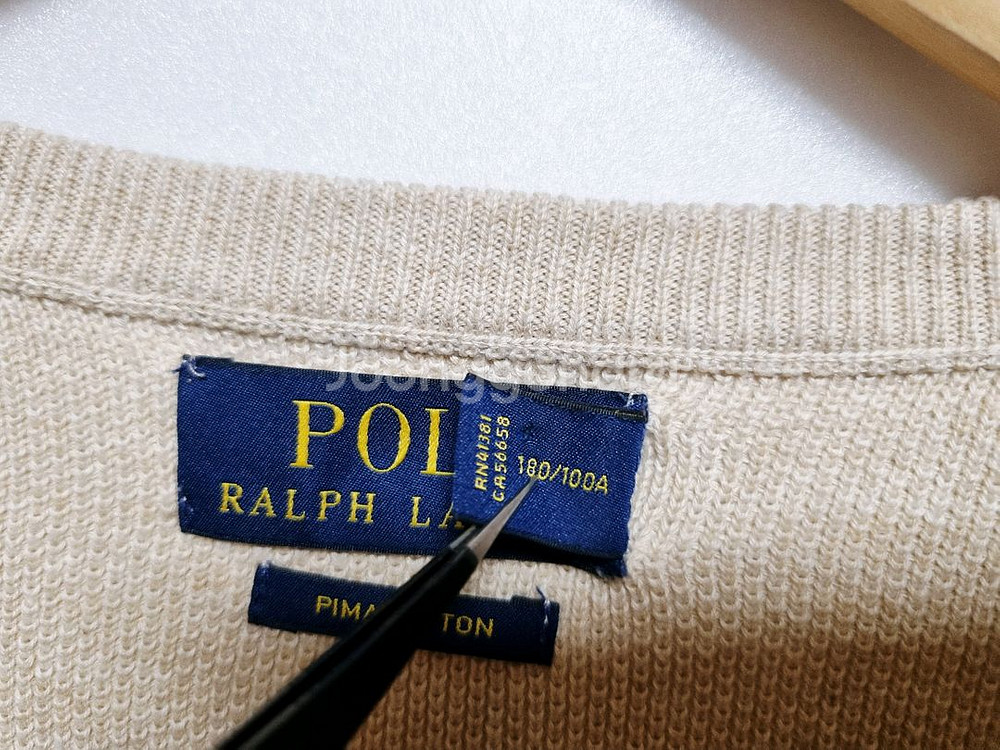 POL
RALPH LA
RN41381
CA56658
180/100A
PIMA TON